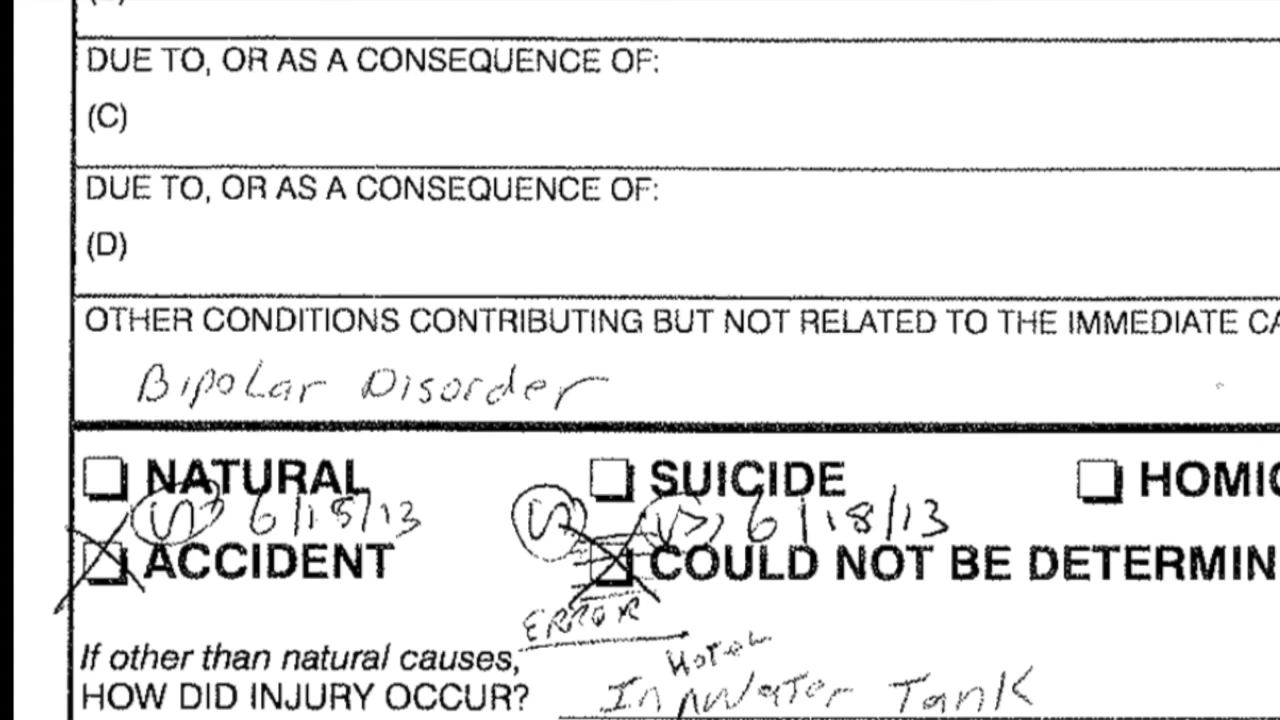 DUE TO, OR AS A CONSEQUENCE OF:
(C)
DUE TO, OR AS A CONSEQUENCE OF:
(D)
OTHER CONDITIONS CONTRIBUTING BUT NOT RELATED TO THE IMMEDIATE CA
Bipolar Disorder
NATURAL SUICIDE HOMIC
6/18/13 6/18/13
ACCIDENT COULD NOT BE DETERMIN
ERROR
If other than natural causes,
Hotel
HOW DID INJURY OCCUR? In Water Tank